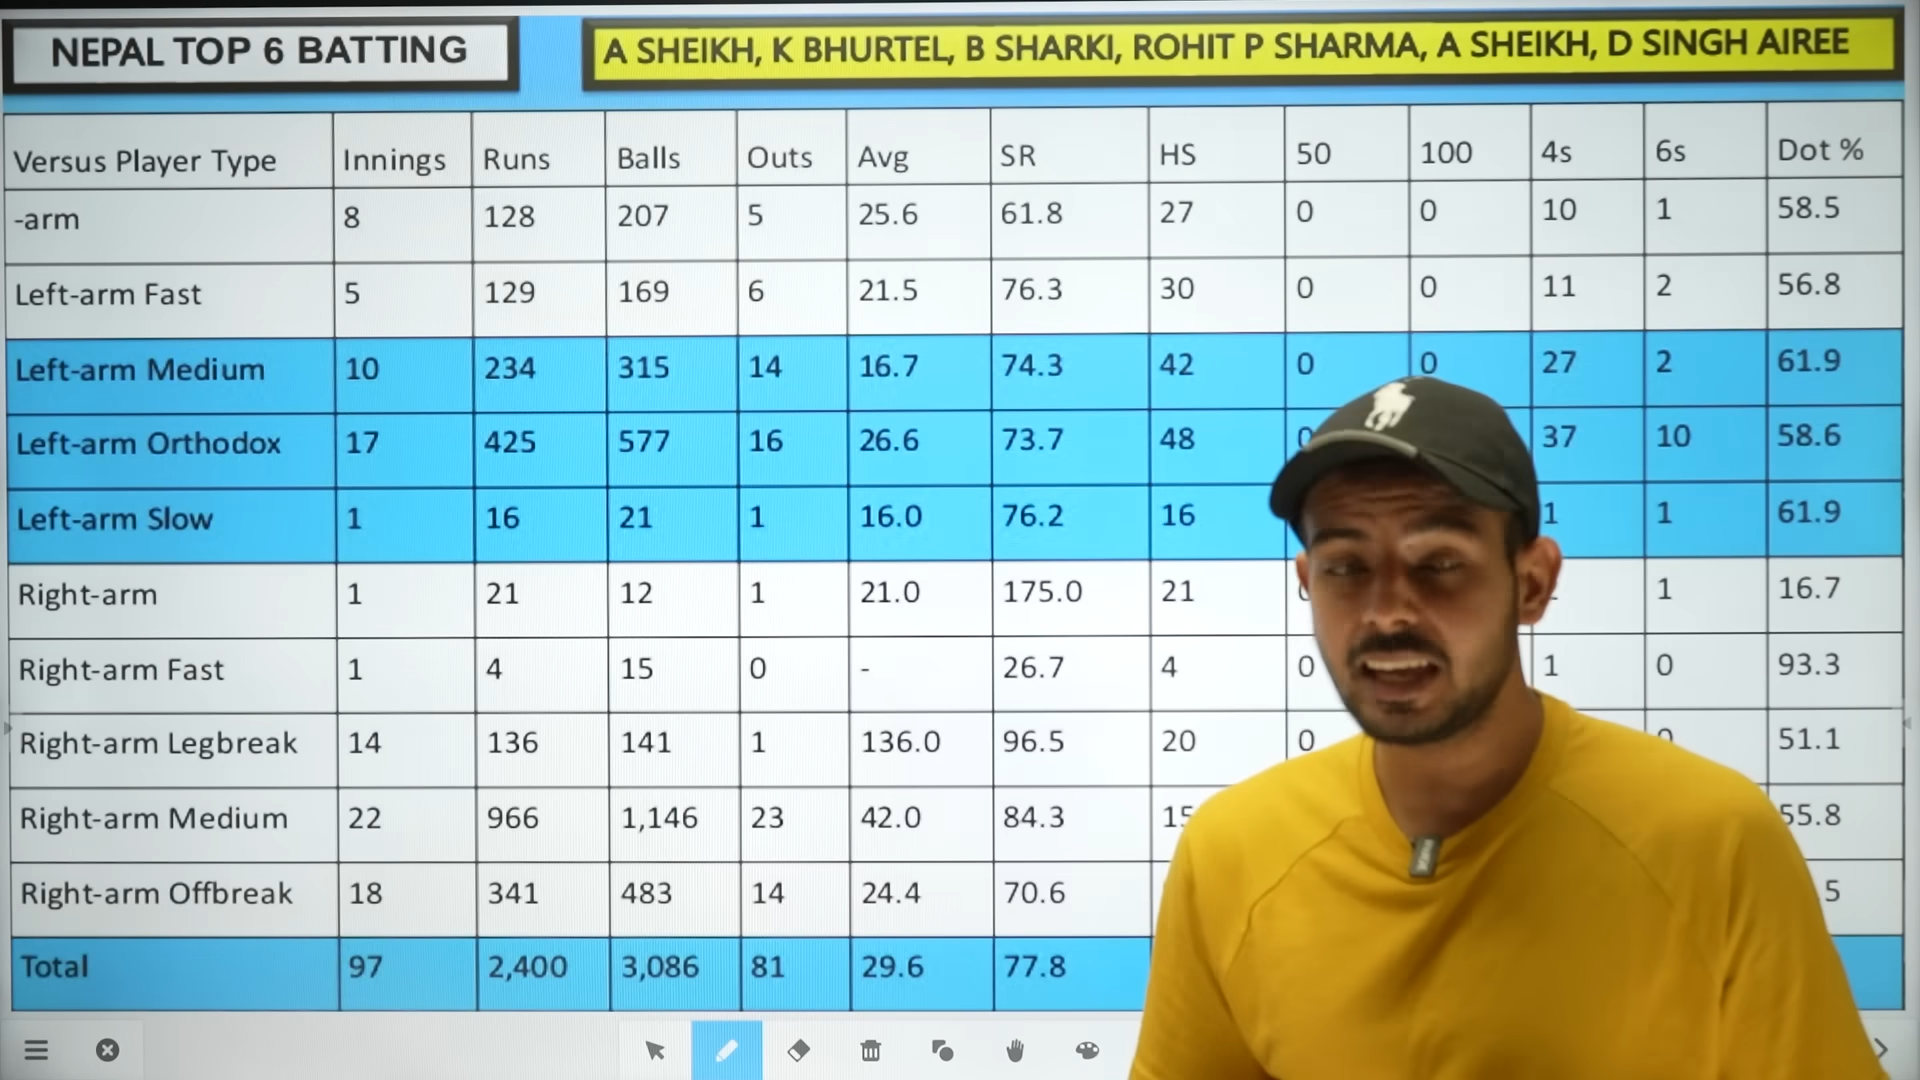 NEPAL TOP 6 BATTING
A SHEIKH, K BHURTEL, B SHARKI, ROHIT P SHARMA, A SHEIKH, D SINGH AIREE
Versus Player Type Innings Runs Balls Outs Avg SR HS 50 100 4s 6s Dot %
-arm 8 128 207 5 25.6 61.8 27 0 0 10 1 58.5
Left-arm Fast 5 129 169 6 21.5 76.3 30 0 0 11 2 56.8
Left-arm Medium 10 234 315 14 16.7 74.3 42 0 0 27 2 61.9
Left-arm Orthodox 17 425 577 16 26.6 73.7 48 0 37 10 58.6
Left-arm Slow 1 16 21 1 16.0 76.2 16 1 1 61.9
Right-arm 1 21 12 1 21.0 175.0 21 0 1 16.7
Right-arm Fast 1 4 15 0 - 26.7 4 0 1 0 93.3
Right-arm Legbreak 14 136 141 1 136.0 96.5 20 0 0 51.1
Right-arm Medium 22 966 1,146 23 42.0 84.3 15 55.8
Right-arm Offbreak 18 341 483 14 24.4 70.6 .5
Total 97 2,400 3,086 81 29.6 77.8